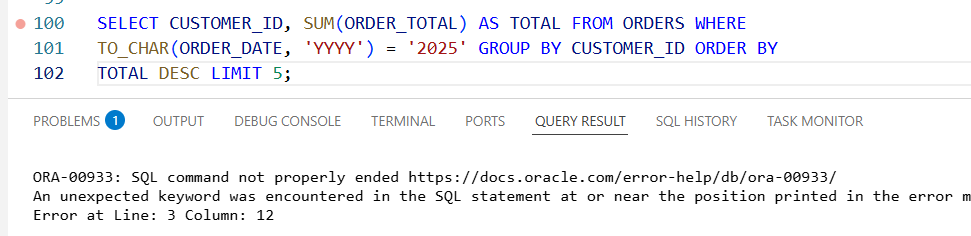 100 SELECT CUSTOMER_ID, SUM(ORDER_TOTAL) AS TOTAL FROM ORDERS WHERE
101 TO_CHAR(ORDER_DATE, 'YYYY') = '2025' GROUP BY CUSTOMER_ID ORDER BY
102 TOTAL DESC LIMIT 5;
PROBLEMS 1 OUTPUT DEBUG CONSOLE TERMINAL PORTS QUERY RESULT SQL HISTORY TASK MONITOR
ORA-00933: SQL command not properly ended https://docs.oracle.com/error-help/db/ora-00933/
An unexpected keyword was encountered in the SQL statement at or near the position printed in the error m
Error at Line: 3 Column: 12